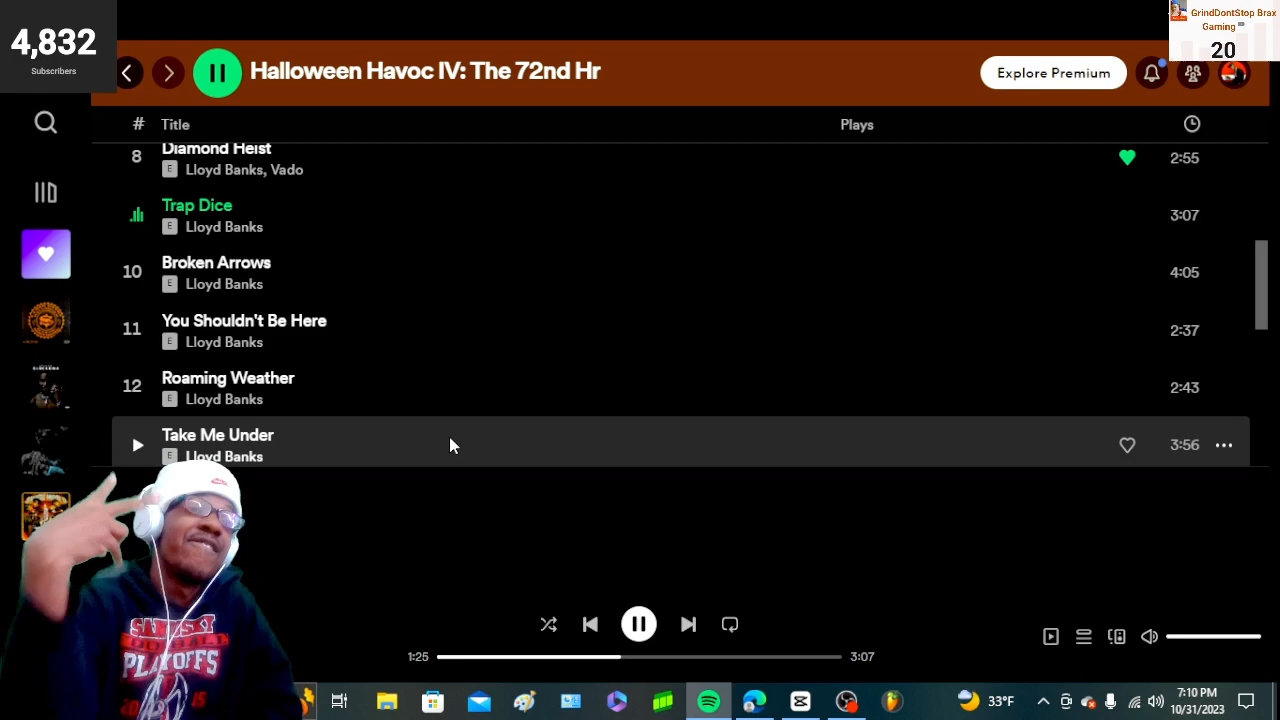 4,832
Subscribers
Halloween Havoc IV: The 72nd Hr
Explore Premium
GrindDontStop Brax
Gaming
20
# Title Plays
8 Diamond Heist 2:55
E Lloyd Banks, Vado
Trap Dice 3:07
E Lloyd Banks
10 Broken Arrows 4:05
E Lloyd Banks
11 You Shouldn't Be Here 2:37
E Lloyd Banks
12 Roaming Weather 2:43
E Lloyd Banks
Take Me Under 3:56
E Lloyd Banks
SANDUSKY
FOOTBALL
PLAYOFFS
1:25 3:07
33°F
7:10 PM
10/31/2023